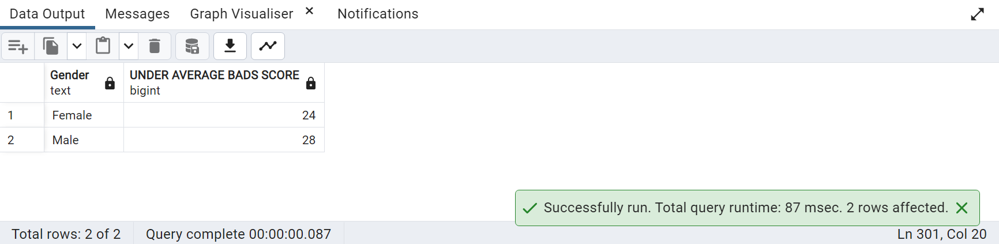 Data Output Messages Graph Visualiser Notifications
Gender UNDER AVERAGE BADS SCORE
text bigint
1 Female 24
2 Male 28
Successfully run. Total query runtime: 87 msec. 2 rows affected.
Total rows: 2 of 2 Query complete 00:00:00.087 Ln 301, Col 20